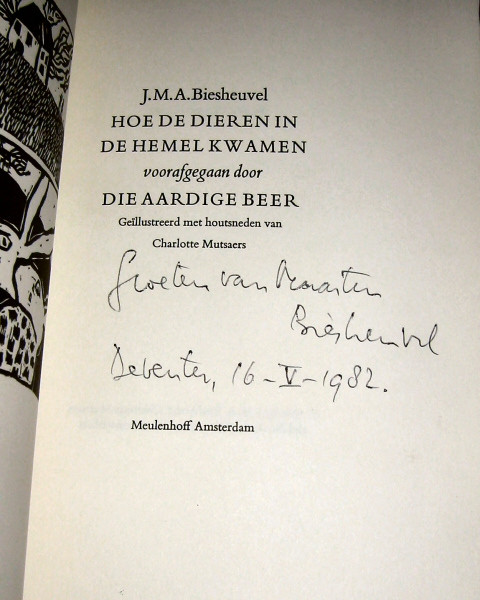 J.M.A.Biesheuvel
HOE DE DIEREN IN
DE HEMEL KWAMEN
voorafgegaan door
DIE AARDIGE BEER
Geïllustreerd met houtsneden van
Charlotte Mutsaers
Groeten van Maarten
Biesheuvel
Deventer, 16-V-1982.
Meulenhoff Amsterdam